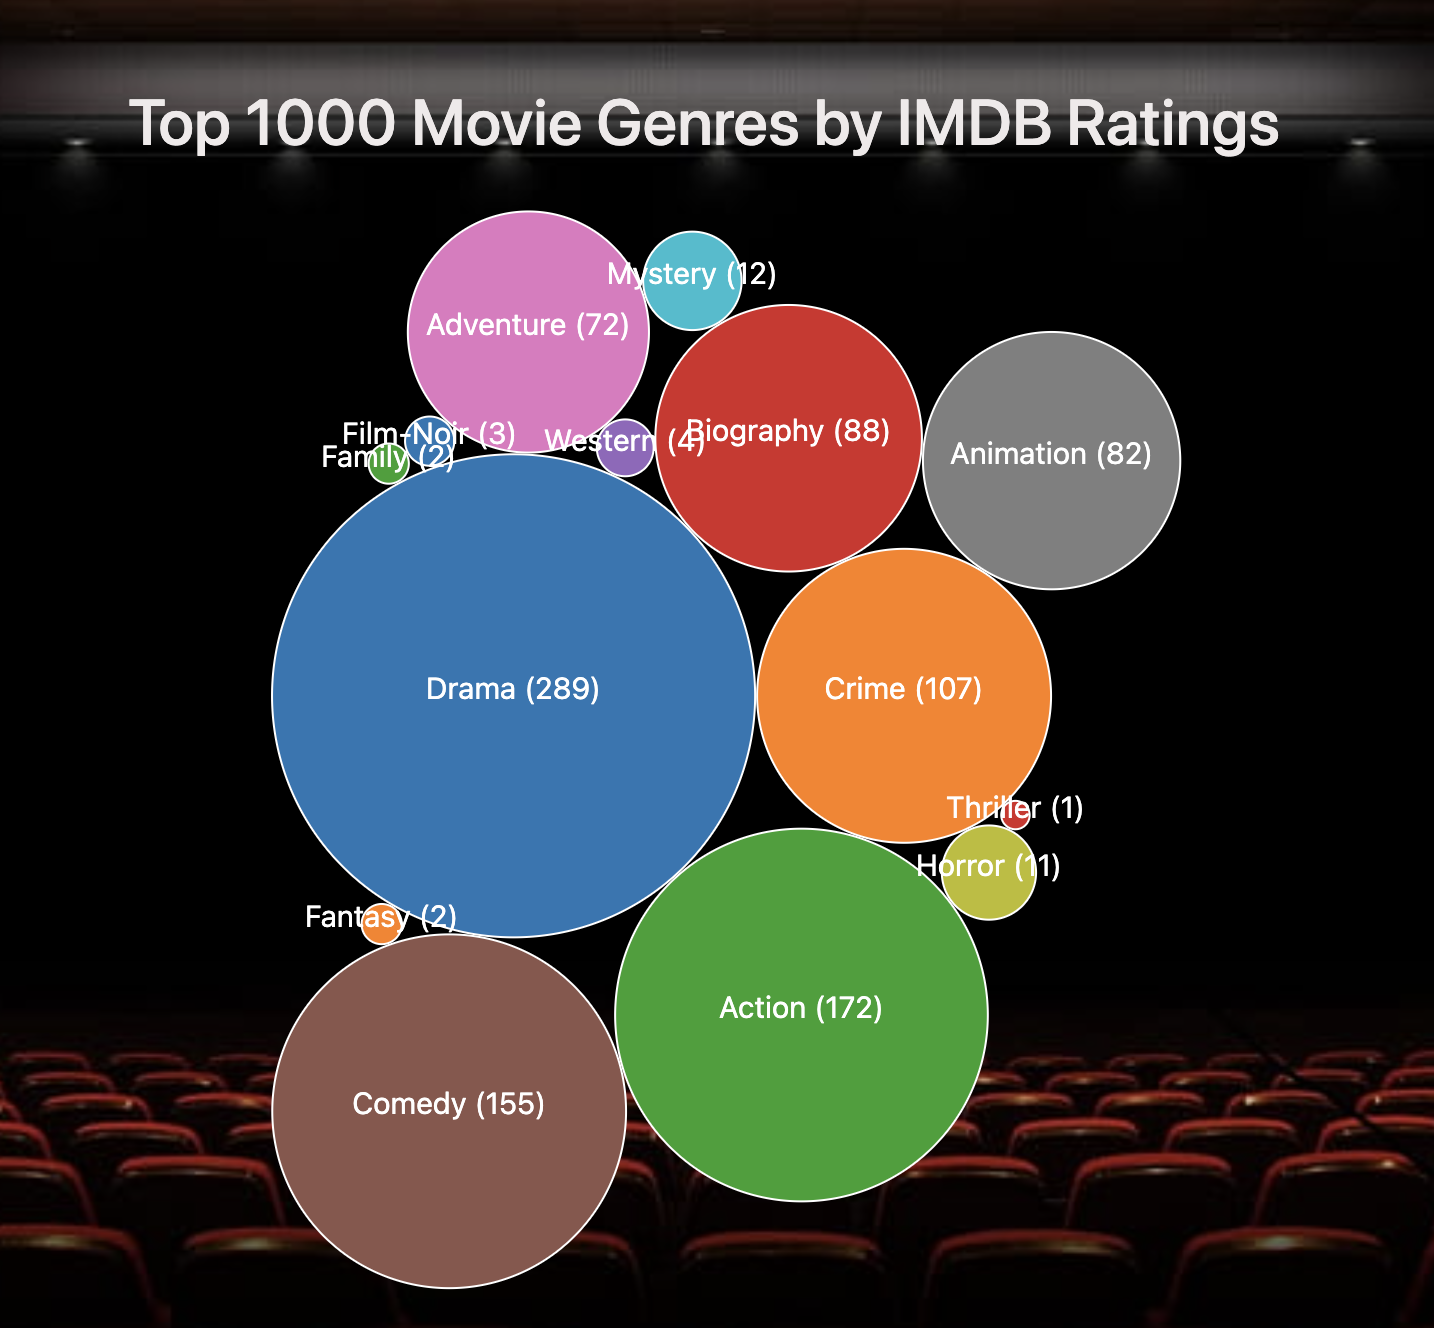 Top 1000 Movie Genres by IMDB Ratings
Mystery (12)
Adventure (72)
Biography (88)
Film-Noir (3)
Western (4)
Animation (82)
Family (2)
Drama (289)
Crime (107)
Thriller (1)
Horror (11)
Fantasy (2)
Action (172)
Comedy (155)